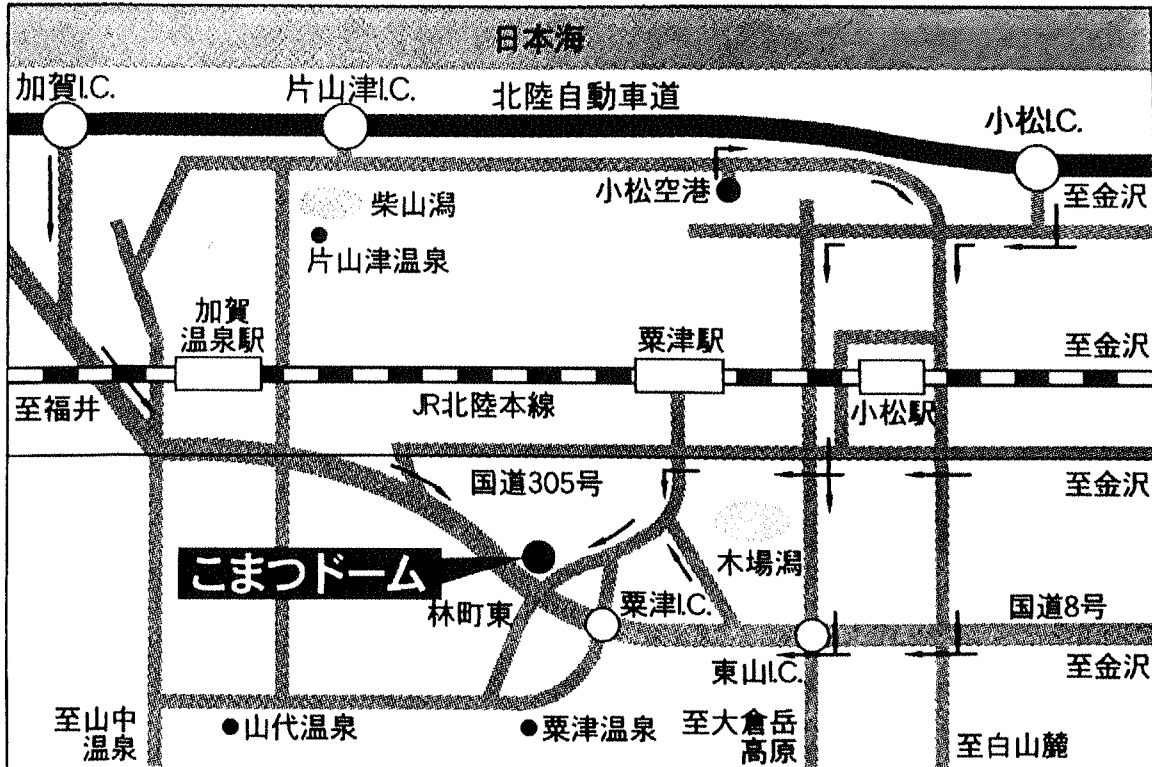 日本海
加賀I.C.
片山津I.C.
北陸自動車道
小松I.C.
至金沢
小松空港
柴山潟
片山津温泉
加賀
温泉駅
粟津駅
至金沢
至福井
JR北陸本線
小松駅
国道305号
至金沢
こまつドーム
木場潟
林町東
粟津I.C.
国道8号
東山I.C.
至金沢
至山中
温泉
山代温泉
粟津温泉
至大倉岳
高原
至白山麓